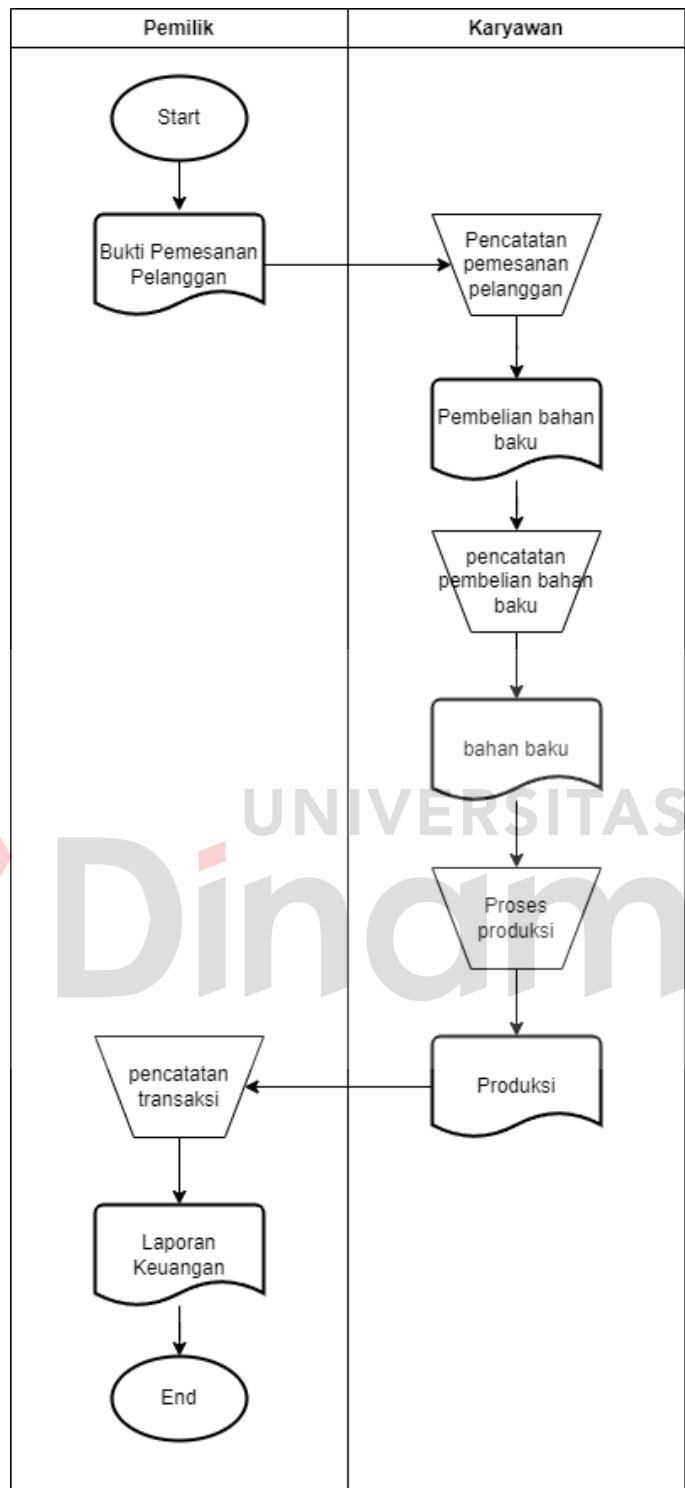 Pemilik
Karyawan
Start
Bukti Pemesanan
Pelanggan
Pencatatan
pemesanan
pelanggan
Pembelian bahan
baku
pencatatan
pembelian bahan
baku
bahan baku
UNIVERSITAS
Dinam
Proses
produksi
Produksi
pencatatan
transaksi
Laporan
Keuangan
End